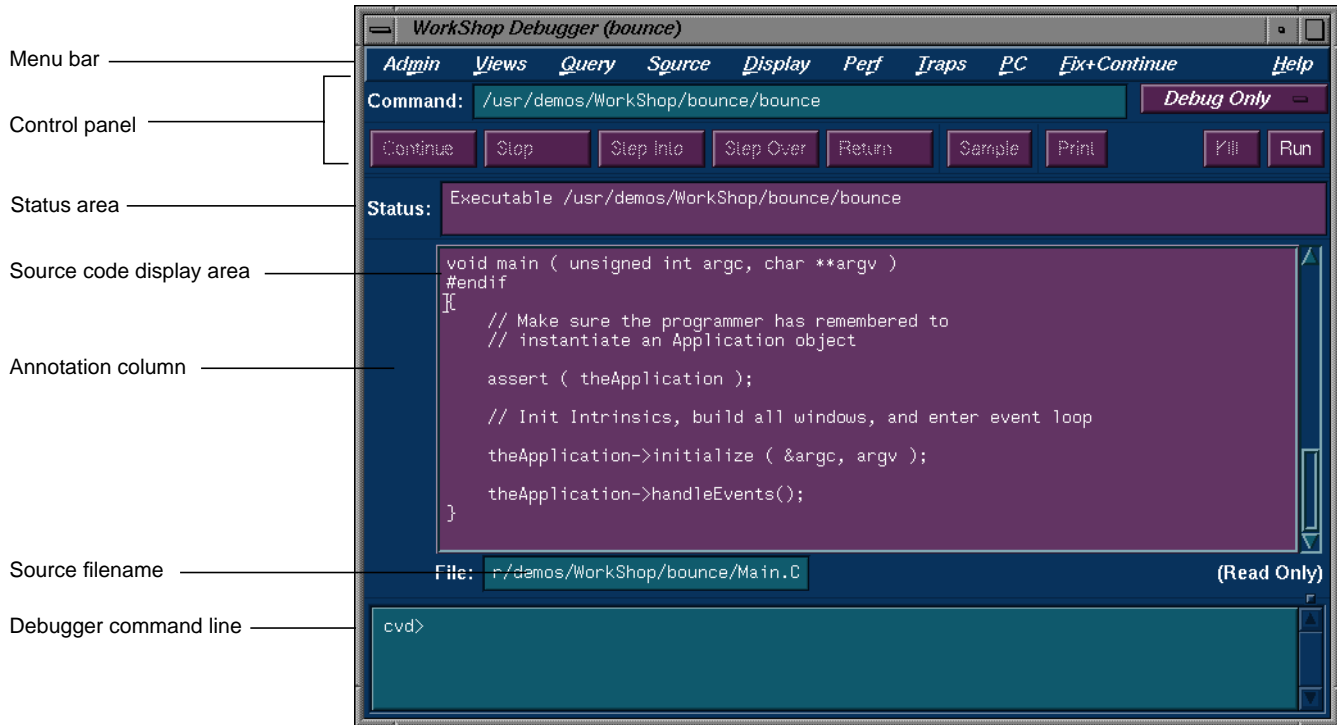 WorkShop Debugger (bounce)
Menu bar
Admin Views Query Source Display Perf Traps PC Fix+Continue Help
Command: /usr/demos/WorkShop/bounce/bounce Debug Only
Control panel
Continue Stop Step Into Step Over Return Sample Print Kill Run
Status area
Status: Executable /usr/demos/WorkShop/bounce/bounce
Source code display area
void main ( unsigned int argc, char **argv )
#endif
{
// Make sure the programmer has remembered to
// instantiate an Application object
Annotation column
assert ( theApplication );
// Init Intrinsics, build all windows, and enter event loop
theApplication->initialize ( &argc, argv );
theApplication->handleEvents();
}
Source filename
File: r/demos/WorkShop/bounce/Main.C (Read Only)
Debugger command line
cvd>